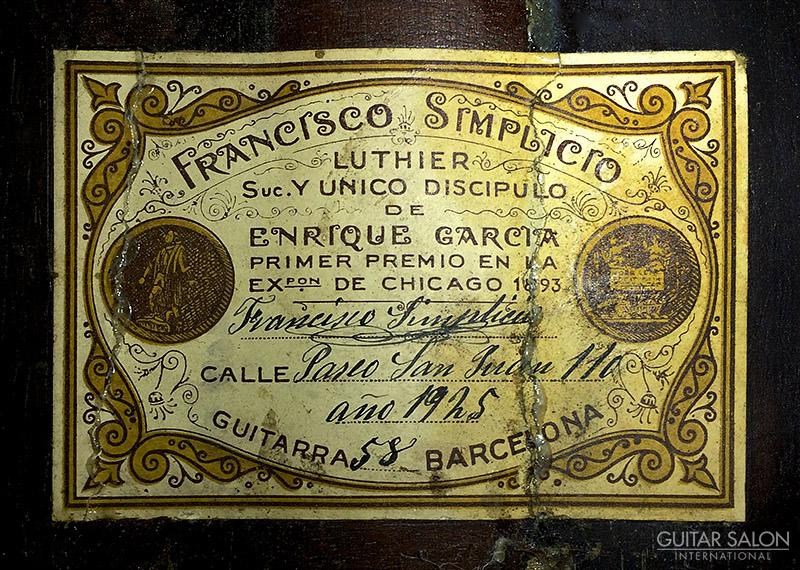 FRANCISCO SIMPLICIO
LUTHIER
SUC. Y UNICO DISCIPULO
DE
ENRIQUE GARCIA
PRIMER PREMIO EN LA
EXPON DE CHICAGO 1893
Francisco Simplicio
CALLE Paseo San Juan 110
año 1925
GUITARRA 58 BARCELONA
GUITAR SALON
INTERNATIONAL